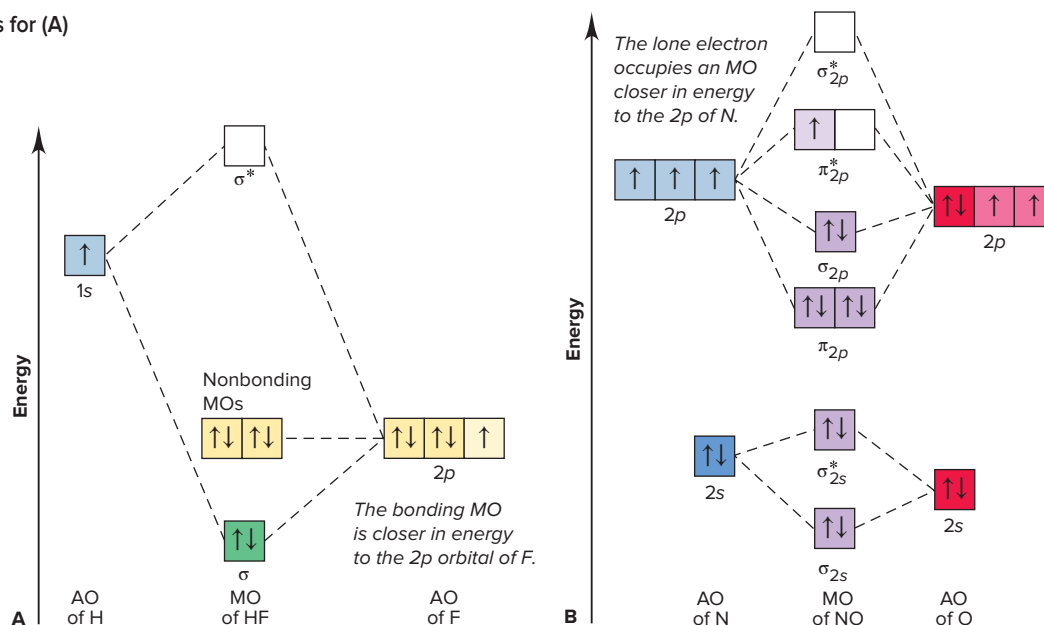 s for (A)
Energy
σ*
↑
1s
Nonbonding
MOs
↑↓ ↑↓
↑↓ ↑↓ ↑
2p
The bonding MO
is closer in energy
to the 2p orbital of F.
↑↓
σ
A
AO
of H
MO
of HF
AO
of F
Energy
The lone electron
occupies an MO
closer in energy
to the 2p of N.
σ*2p
↑
π*2p
↑ ↑ ↑
2p
↑↓ ↑ ↑
2p
↑↓
σ2p
↑↓ ↑↓
π2p
↑↓
σ*2s
↑↓
2s
↑↓
2s
↑↓
σ2s
B
AO
of N
MO
of NO
AO
of O